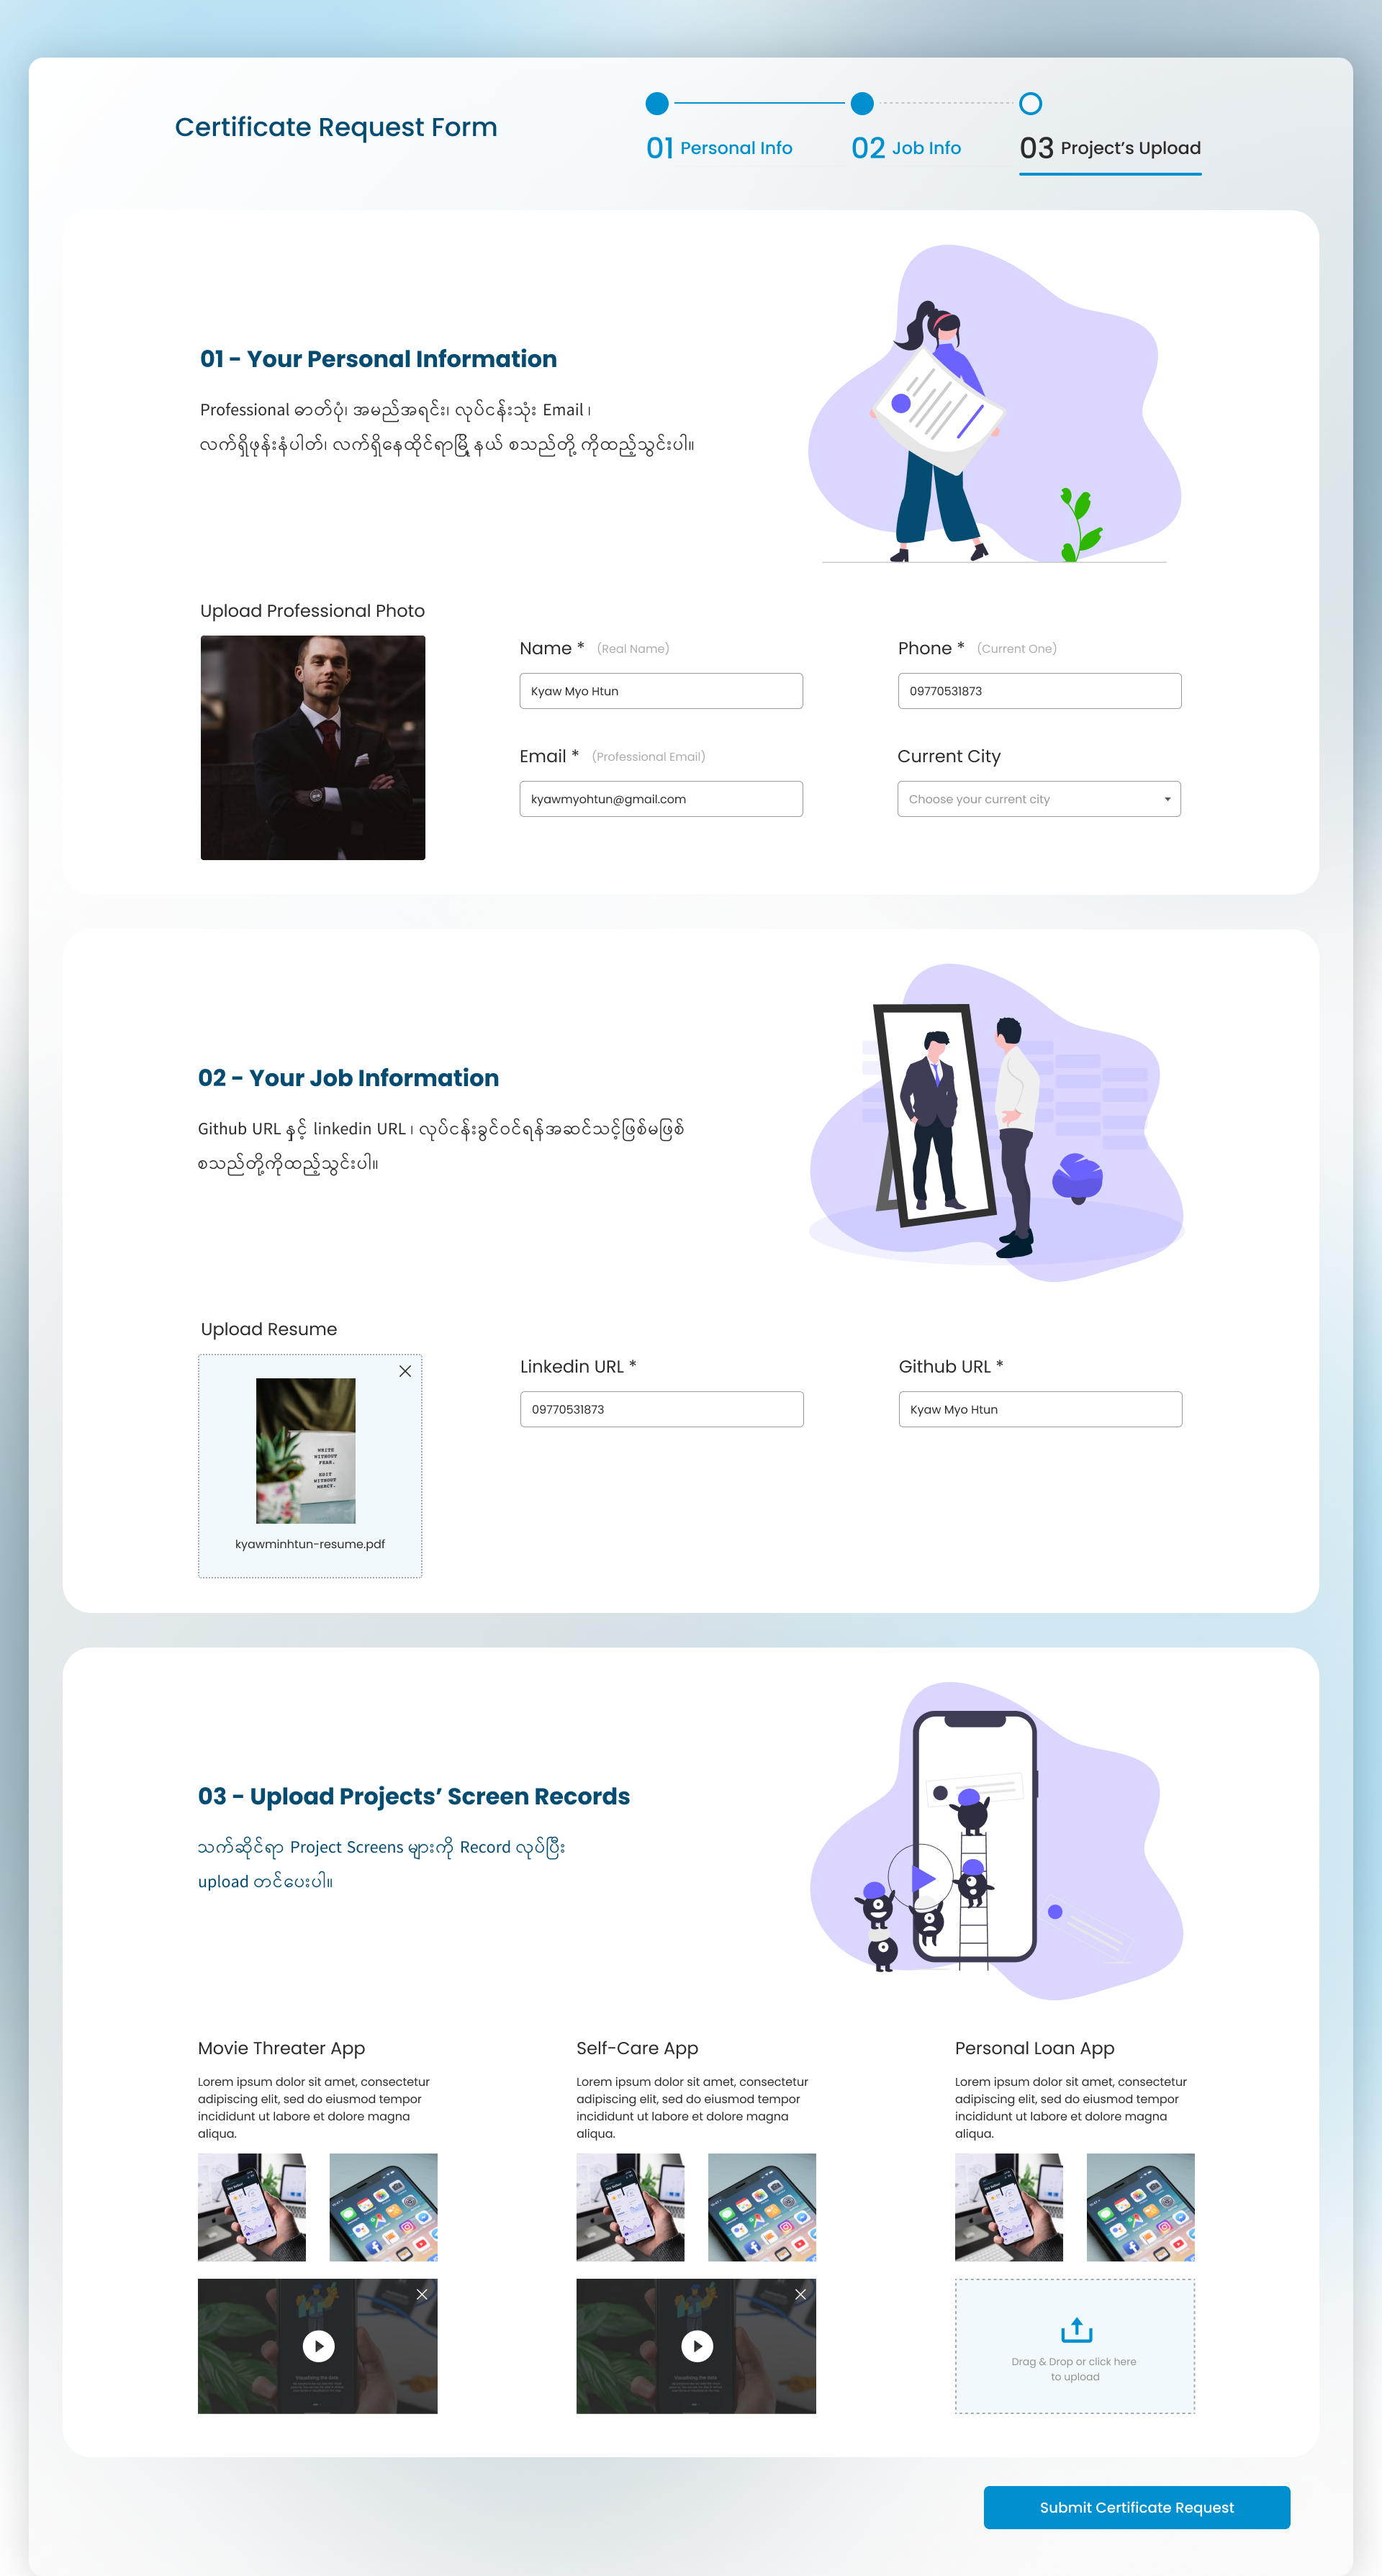 Certificate Request Form
01 Personal Info
02 Job Info
03 Project’s Upload
01 - Your Personal Information
Professional ဓာတ်ပုံ၊ အမည်အရင်း၊ လုပ်ငန်းသုံး Email ၊
လက်ရှိဖုန်းနံပါတ်၊ လက်ရှိနေထိုင်ရာမြို့နယ် စသည်တို့ ကိုထည့်သွင်းပါ။
Upload Professional Photo
Name * (Real Name)
Kyaw Myo Htun
Phone * (Current One)
09770531873
Email * (Professional Email)
kyawmyohtun@gmail.com
Current City
Choose your current city
02 - Your Job Information
Github URL နှင့် linkedin URL ၊ လုပ်ငန်းခွင်ဝင်ရန်အဆင်သင့်ဖြစ်မဖြစ်
စသည်တို့ကိုထည့်သွင်းပါ။
Upload Resume
WRITE
WITHOUT
FEAR.
EDIT
WITHOUT
MERCY.
kyawminhtun-resume.pdf
Linkedin URL *
09770531873
Github URL *
Kyaw Myo Htun
03 - Upload Projects’ Screen Records
သက်ဆိုင်ရာ Project Screens များကို Record လုပ်ပြီး
upload တင်ပေးပါ။
Movie Threater App
Lorem ipsum dolor sit amet, consectetur
adipiscing elit, sed do eiusmod tempor
incididunt ut labore et dolore magna
aliqua.
Self-Care App
Lorem ipsum dolor sit amet, consectetur
adipiscing elit, sed do eiusmod tempor
incididunt ut labore et dolore magna
aliqua.
Personal Loan App
Lorem ipsum dolor sit amet, consectetur
adipiscing elit, sed do eiusmod tempor
incididunt ut labore et dolore magna
aliqua.
Drag & Drop or click here
to upload
Submit Certificate Request